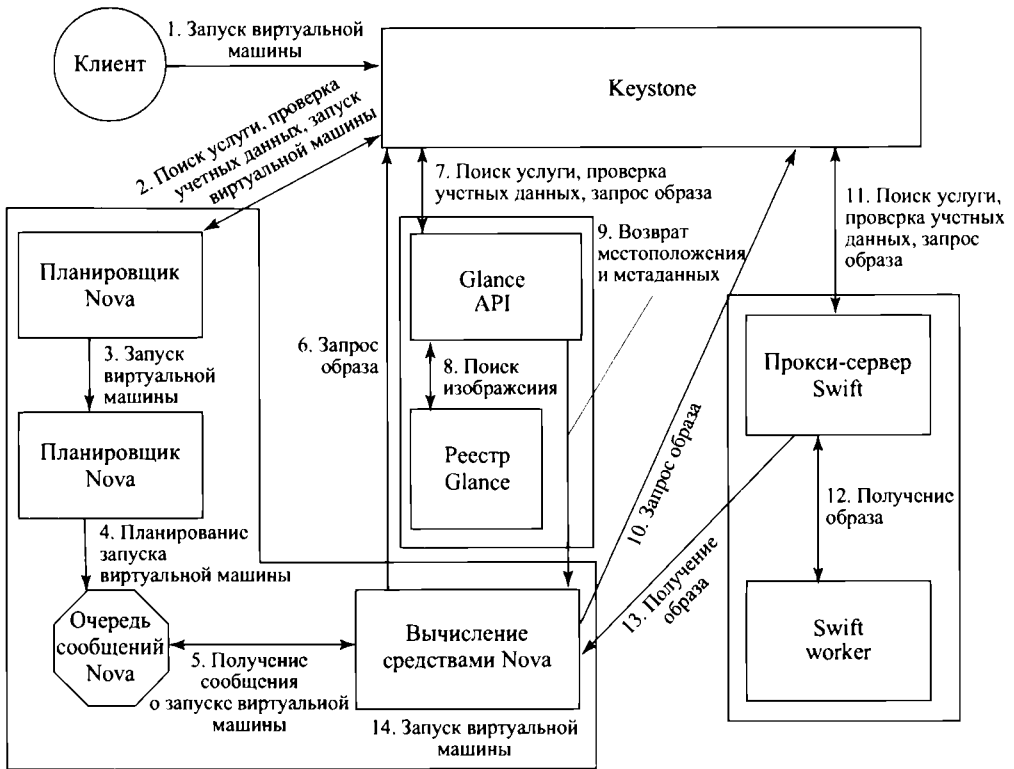 1. Запуск виртуальной
машины
Клиент
Keystone
2. Поиск услуги, проверка
учетных данных, запуск
виртуальной машины
7. Поиск услуги, проверка
учетных данных, запрос образа
11. Поиск услуги,
проверка учетных
данных, запрос
образа
9. Возврат
местоположения
и метаданных
Планировщик
Nova
Glance
API
3. Запуск
виртуальной
машины
6. Запрос
образа
8. Поиск
изображения
Прокси-сервер
Swift
Планировщик
Nova
Реестр
Glance
10. Запрос образа
12. Получение
образа
4. Планирование
запуска
виртуальной машины
13. Получение
образа
Очередь
сообщений
Nova
5. Получение
сообщения
о запуске виртуальной
машины
Вычисление
средствами Nova
Swift
worker
14. Запуск виртуальной
машины